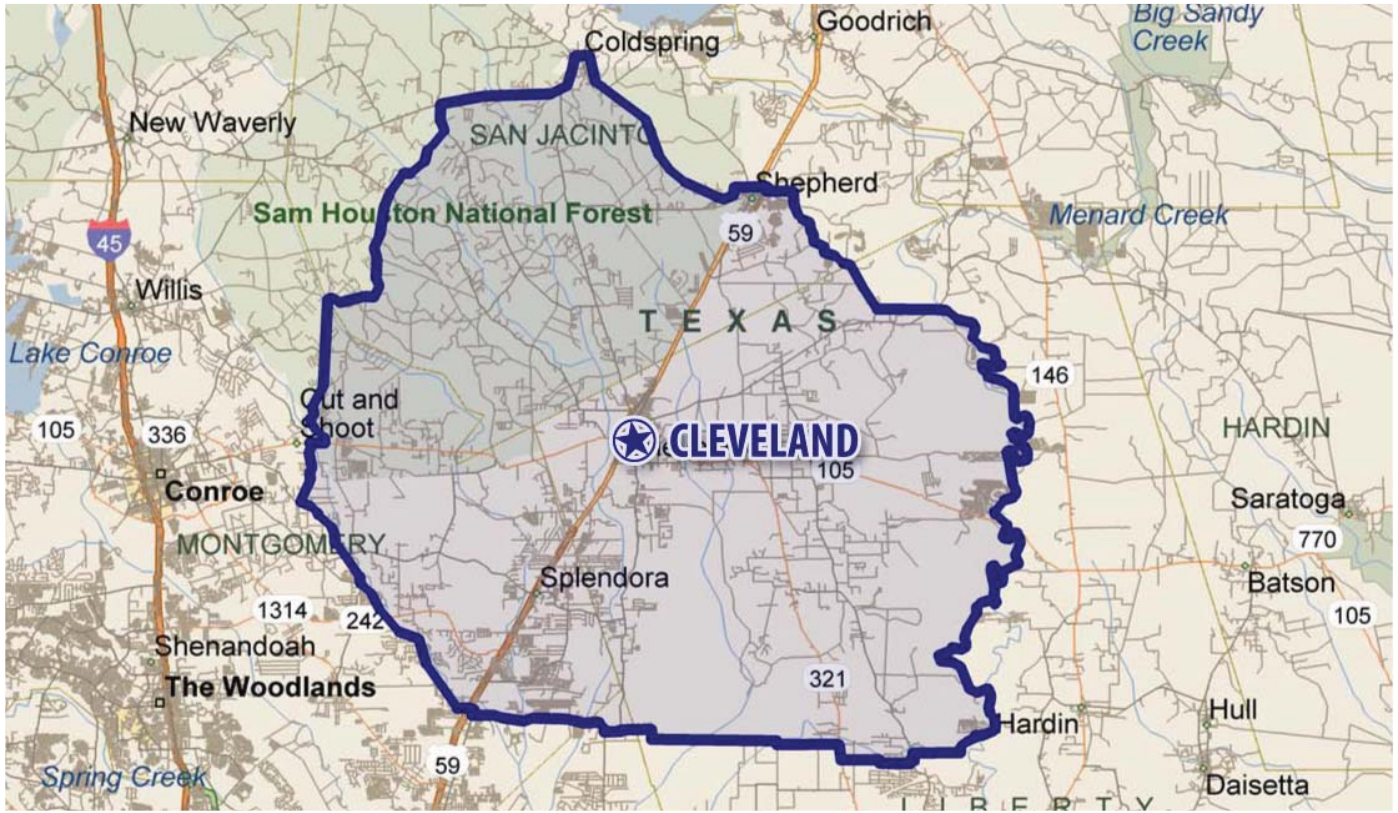 Big Sandy
Creek
Goodrich
Coldspring
New Waverly
SAN JACINTO
Shepherd
Sam Houston National Forest
Menard Creek
59
45
Willis
TEXAS
Lake Conroe
146
Cut and
Shoot
105
336
HARDIN
CLEVELAND
105
Conroe
Saratoga
MONTGOMERY
770
Splendora
Batson
1314
242
105
Shenandoah
The Woodlands
321
Hardin
Hull
59
Spring Creek
Daisetta
LIBERTY